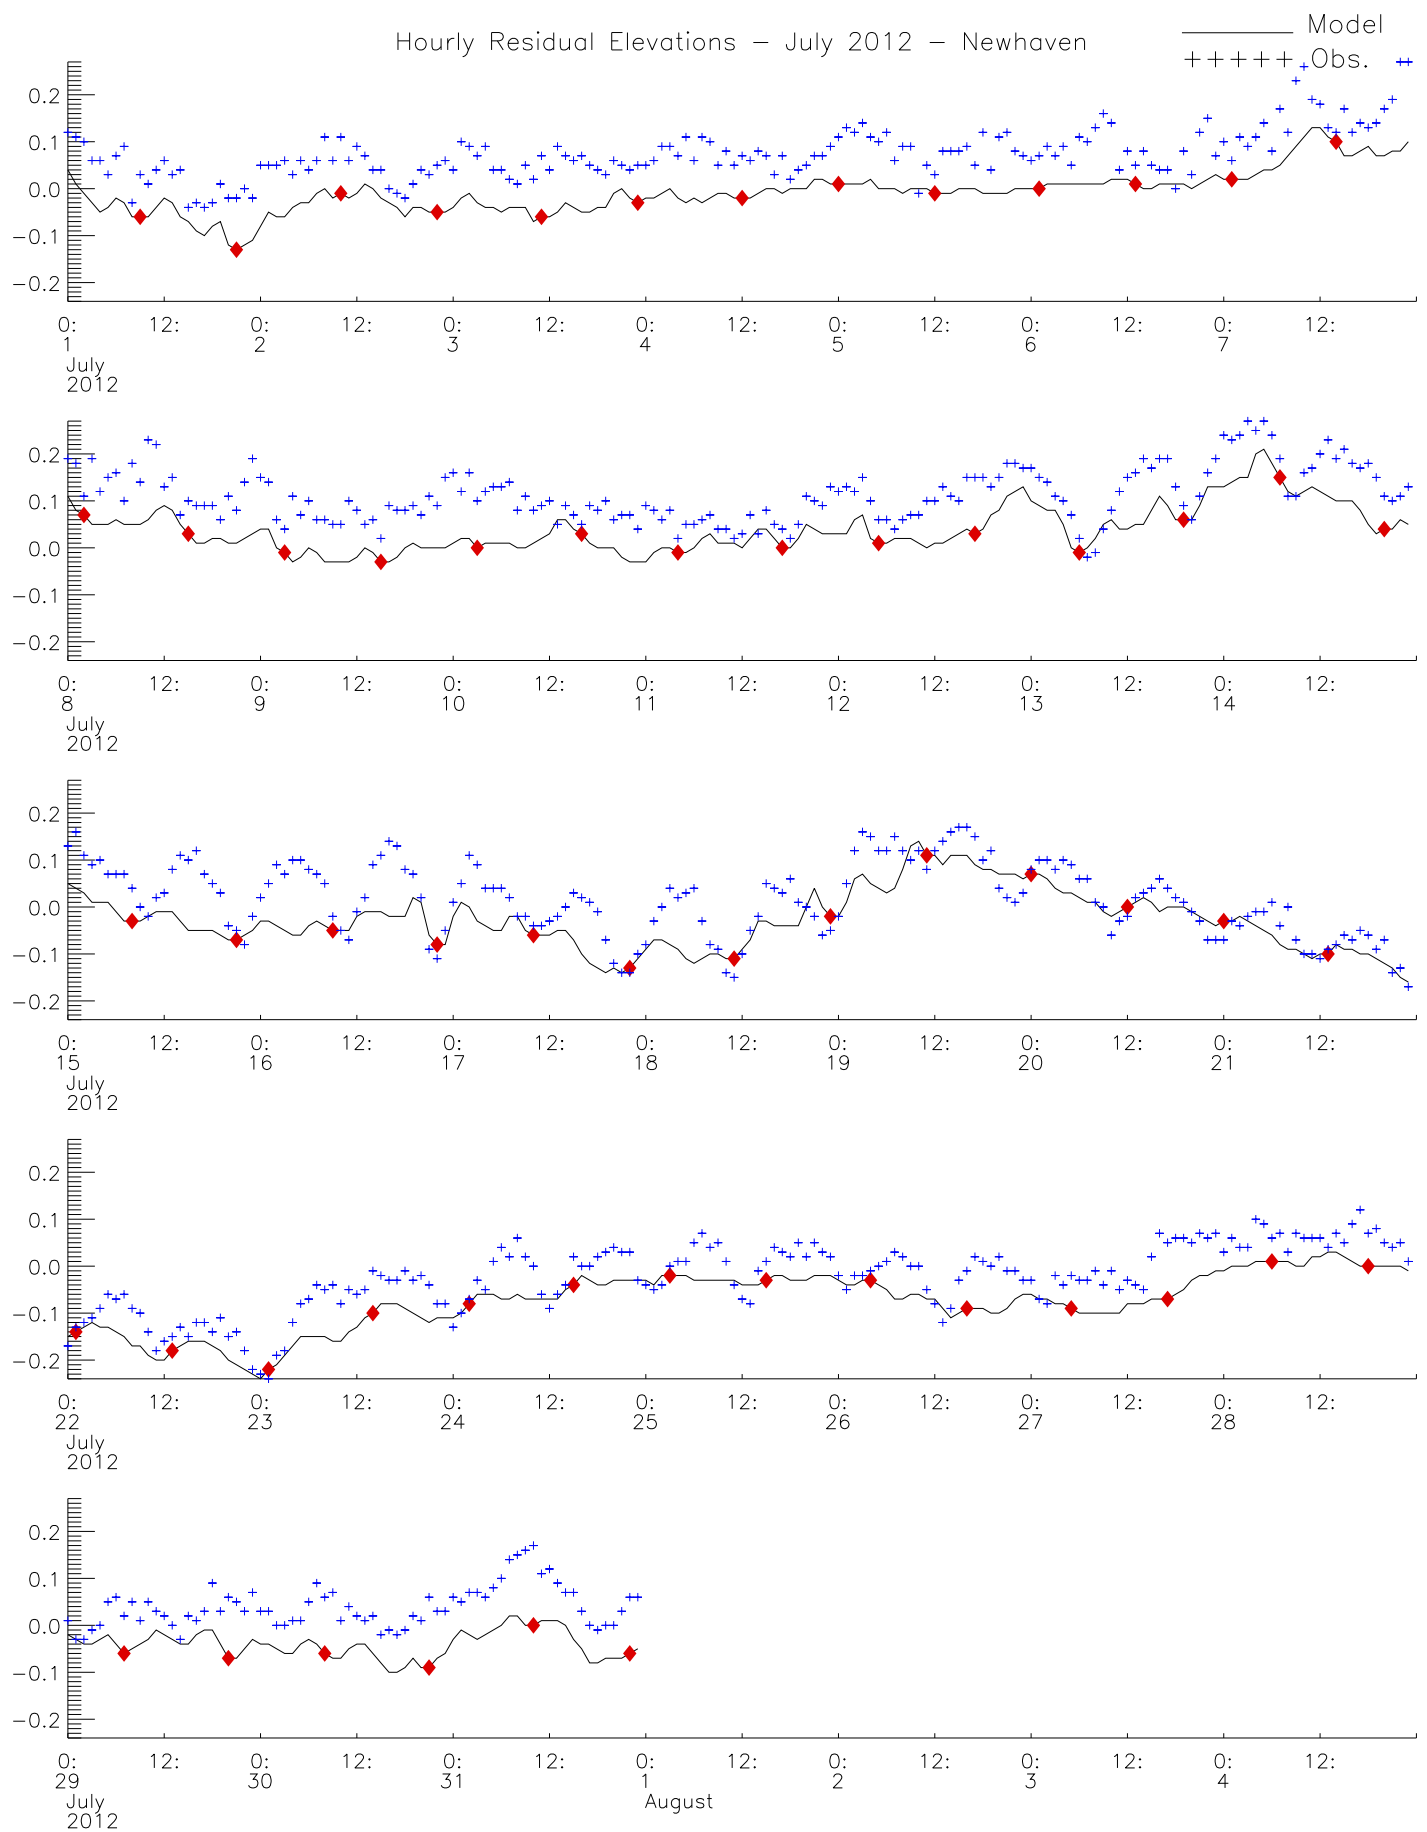 Hourly Residual Elevations – July 2012 – Newhaven
Model
+++++ Obs.
0.2
0.1
0.0
−0.1
−0.2
0: 12: 0: 12: 0: 12: 0: 12: 0: 12: 0: 12: 0: 12:
1 2 3 4 5 6 7
July
2012
0.2
0.1
0.0
−0.1
−0.2
0: 12: 0: 12: 0: 12: 0: 12: 0: 12: 0: 12: 0: 12:
8 9 10 11 12 13 14
July
2012
0.2
0.1
0.0
−0.1
−0.2
0: 12: 0: 12: 0: 12: 0: 12: 0: 12: 0: 12: 0: 12:
15 16 17 18 19 20 21
July
2012
0.2
0.1
0.0
−0.1
−0.2
0: 12: 0: 12: 0: 12: 0: 12: 0: 12: 0: 12: 0: 12:
22 23 24 25 26 27 28
July
2012
0.2
0.1
0.0
−0.1
−0.2
0: 12: 0: 12: 0: 12: 0: 12: 0: 12: 0: 12: 0: 12:
29 30 31 1 2 3 4
July August
2012